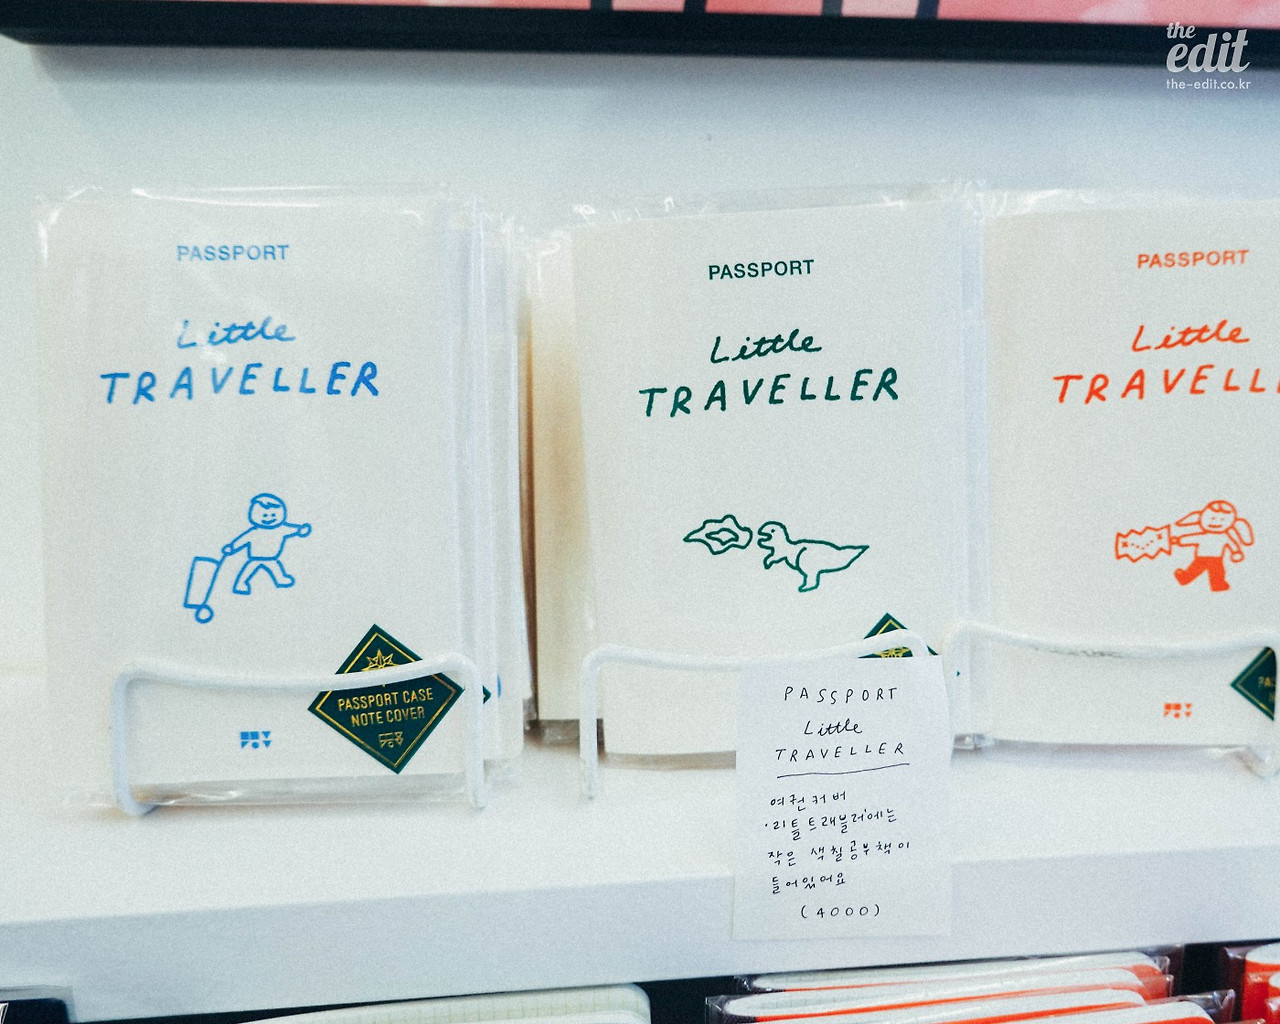 the
edit
the-edit.co.kr
PASSPORT
Little
TRAVELLER
PASSPORT CASE
NOTE COVER
PASSPORT
Little
TRAVELLER
PASSPORT
Little
TRAVELLER
여권커버
'리틀트래블러'에는
작은 색칠공부책이
들어있어요
(4000)
PASSPORT
Little
TRAVELL